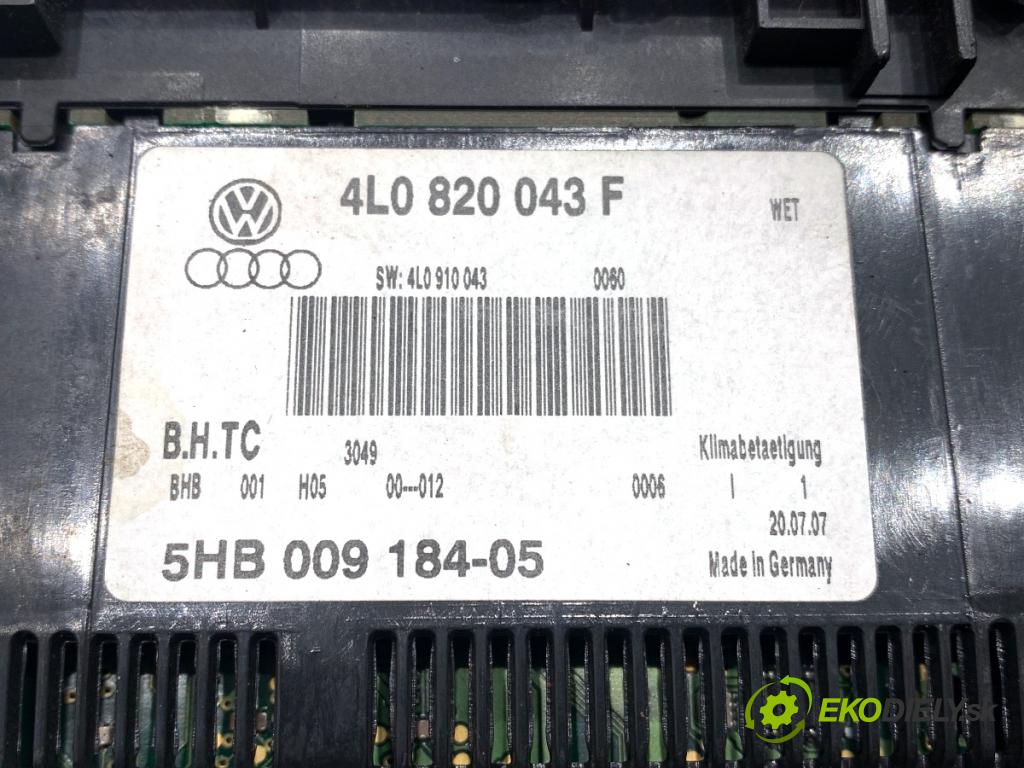 4L0 820 043 F
WET
SW: 4L0 910 043 0060
B.H.TC 3049 Klimabetaetigung
BHB 001 H05 00---012 0006 I 1
20.07.07
5HB 009 184-05 Made in Germany
EKODIELY.sk